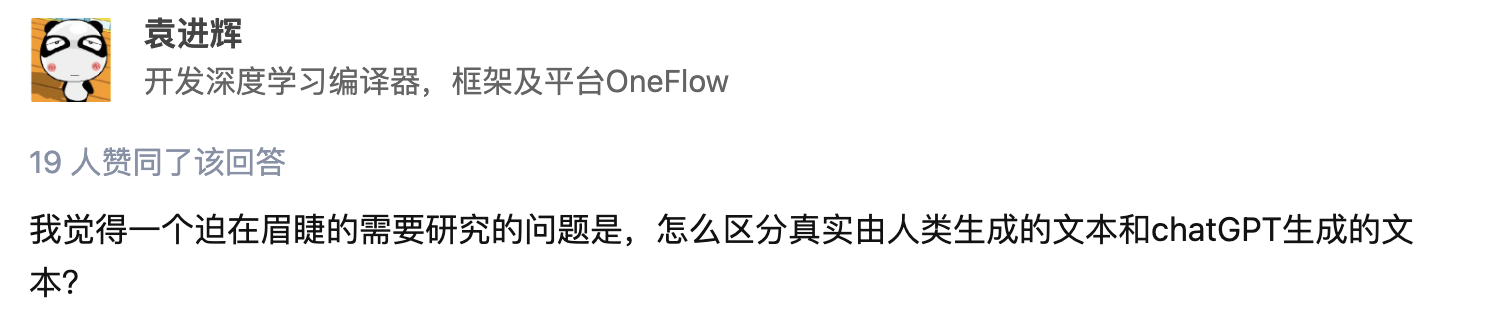 袁进辉
开发深度学习编译器，框架及平台OneFlow
19 人赞同了该回答
我觉得一个迫在眉睫的需要研究的问题是，怎么区分真实由人类生成的文本和chatGPT生成的文
本？